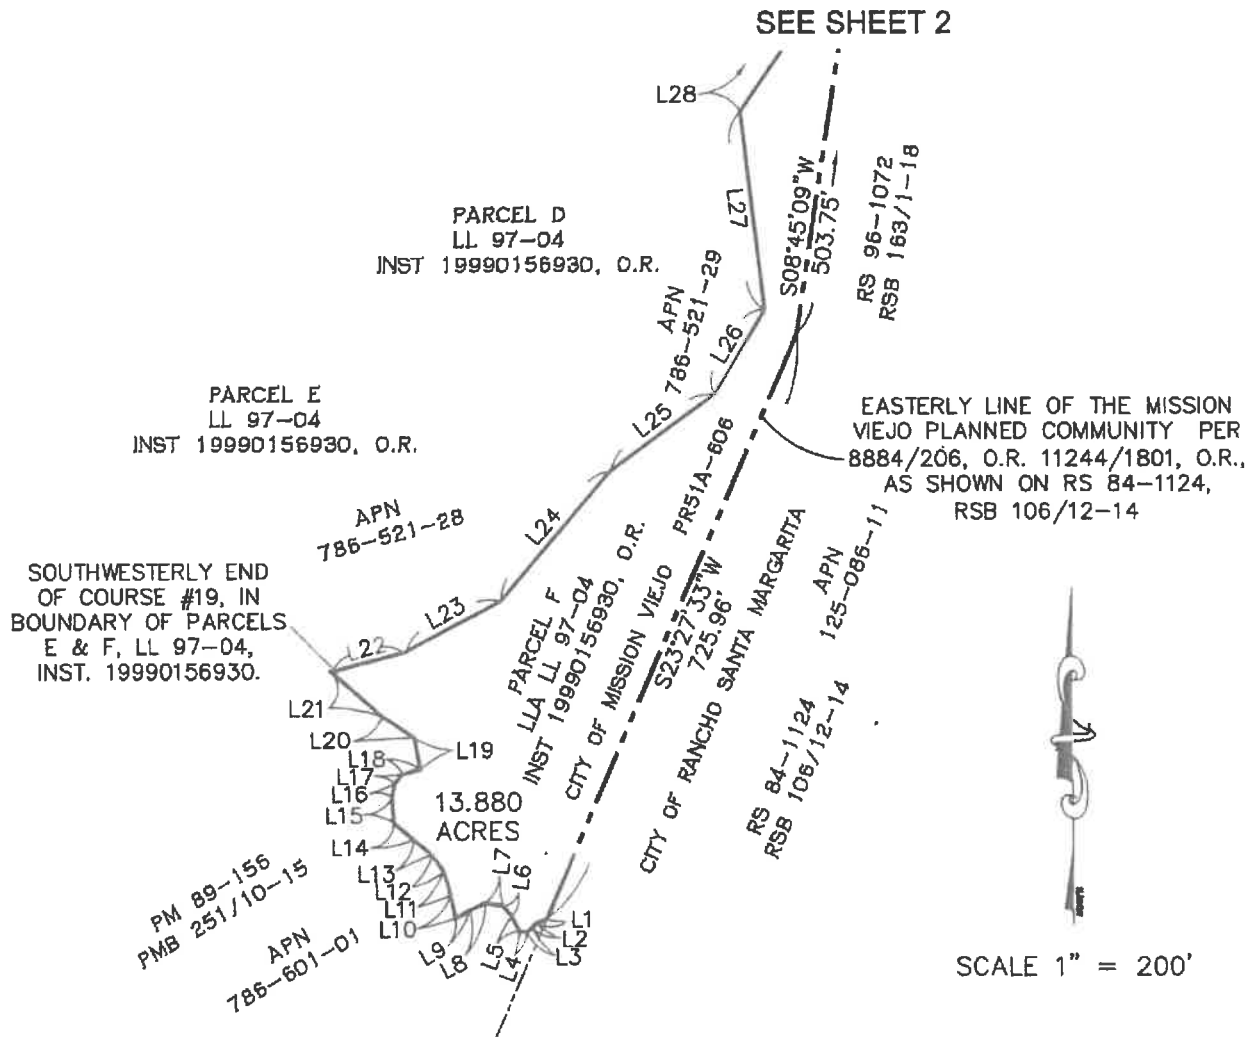 SEE SHEET 2
L28
L27
S08°45'09"W
503.75'
RS 96-1072
RSB 163/1-18
PARCEL D
LL 97-04
INST 19990156930, O.R.
APN
786-521-29
L26
L25
PARCEL E
LL 97-04
INST 19990156930, O.R.
EASTERLY LINE OF THE MISSION
VIEJO PLANNED COMMUNITY PER
8884/206, O.R. 11244/1801, O.R.,
AS SHOWN ON RS 84-1124,
RSB 106/12-14
APN
786-521-28
L24
PR51A-606
SOUTHWESTERLY END
OF COURSE #19, IN
BOUNDARY OF PARCELS
E & F, LL 97-04,
INST. 19990156930.
L23
L22
PARCEL F
LLA LL 97-04
INST 19990156930, O.R.
CITY OF MISSION VIEJO
S23°27'33"W
725.96'
CITY OF RANCHO SANTA MARGARITA
APN
125-086-11
RS 84-1124
RSB 106/12-14
L21
L20
L19
L18
L17
L16
L15
L14
L13
L12
L11
L10
L9
L8
L7
L6
L5
L4
L3
L2
L1
13.880
ACRES
PM 89-156
PMB 251/10-15
APN
786-601-01
SCALE 1" = 200'